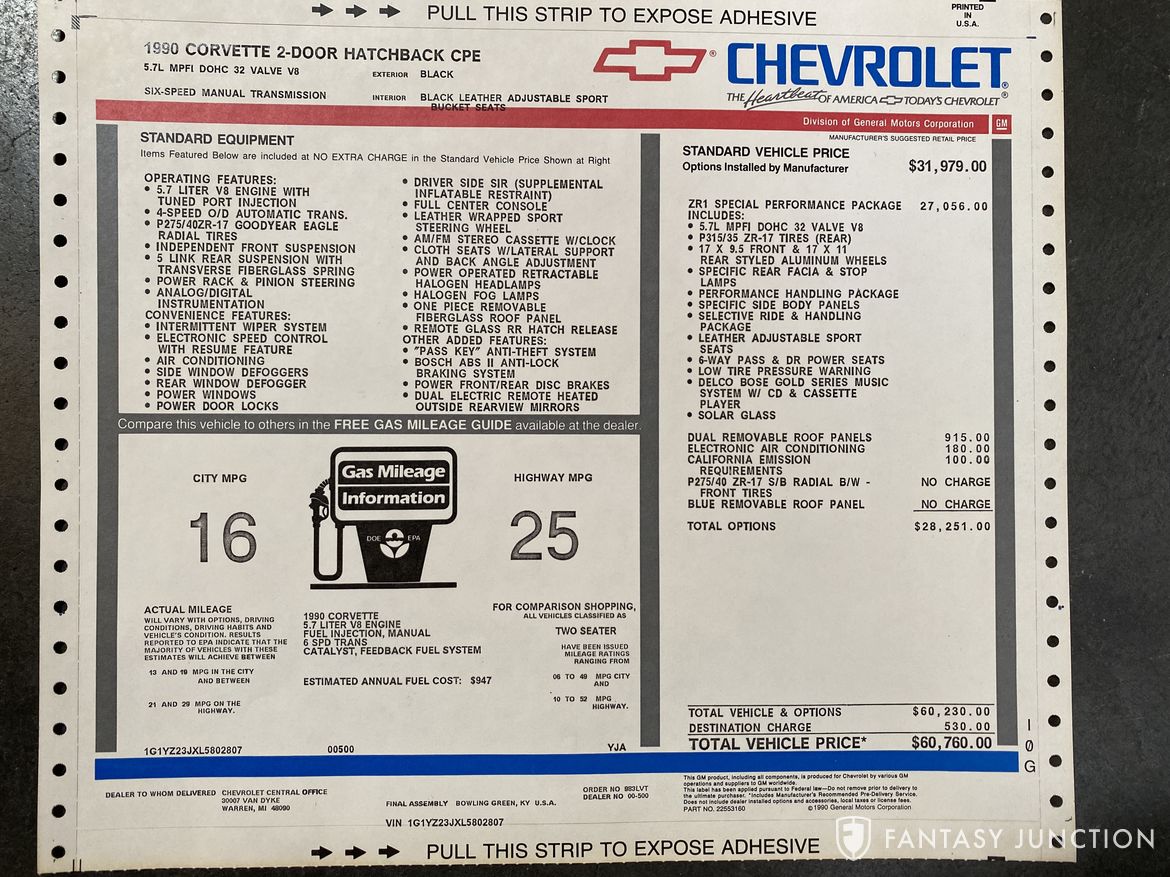 PULL THIS STRIP TO EXPOSE ADHESIVE
PRINTED
IN
U.S.A.
1990 CORVETTE 2-DOOR HATCHBACK CPE
5.7L MPFI DOHC 32 VALVE V8
EXTERIOR BLACK
SIX-SPEED MANUAL TRANSMISSION
INTERIOR BLACK LEATHER ADJUSTABLE SPORT
BUCKET SEATS
CHEVROLET
THE Heartbeat OF AMERICA TODAY'S CHEVROLET
Division of General Motors Corporation GM
STANDARD EQUIPMENT
Items Featured Below are included at NO EXTRA CHARGE in the Standard Vehicle Price Shown at Right
OPERATING FEATURES:
• 5.7 LITER V8 ENGINE WITH
TUNED PORT INJECTION
• 4-SPEED O/D AUTOMATIC TRANS.
• P275/40ZR-17 GOODYEAR EAGLE
RADIAL TIRES
• INDEPENDENT FRONT SUSPENSION
• 5 LINK REAR SUSPENSION WITH
TRANSVERSE FIBERGLASS SPRING
• POWER RACK & PINION STEERING
• ANALOG/DIGITAL
INSTRUMENTATION
CONVENIENCE FEATURES:
• INTERMITTENT WIPER SYSTEM
• ELECTRONIC SPEED CONTROL
WITH RESUME FEATURE
• AIR CONDITIONING
• SIDE WINDOW DEFOGGERS
• REAR WINDOW DEFOGGER
• POWER WINDOWS
• POWER DOOR LOCKS
• DRIVER SIDE SIR (SUPPLEMENTAL
INFLATABLE RESTRAINT)
• FULL CENTER CONSOLE
• LEATHER WRAPPED SPORT
STEERING WHEEL
• AM/FM STEREO CASSETTE W/CLOCK
• CLOTH SEATS W/LATERAL SUPPORT
AND BACK ANGLE ADJUSTMENT
• POWER OPERATED RETRACTABLE
HALOGEN HEADLAMPS
• HALOGEN FOG LAMPS
• ONE PIECE REMOVABLE
FIBERGLASS ROOF PANEL
• REMOTE GLASS RR HATCH RELEASE
OTHER ADDED FEATURES:
• "PASS KEY" ANTI-THEFT SYSTEM
• BOSCH ABS II ANTI-LOCK
BRAKING SYSTEM
• POWER FRONT/REAR DISC BRAKES
• DUAL ELECTRIC REMOTE HEATED
OUTSIDE REARVIEW MIRRORS
MANUFACTURER'S SUGGESTED RETAIL PRICE
STANDARD VEHICLE PRICE $31,979.00
Options Installed by Manufacturer
ZR1 SPECIAL PERFORMANCE PACKAGE 27,056.00
INCLUDES:
• 5.7L MPFI DOHC 32 VALVE V8
• P315/35 ZR-17 TIRES (REAR)
• 17 X 9.5 FRONT & 17 X 11
REAR STYLED ALUMINUM WHEELS
• SPECIFIC REAR FACIA & STOP
LAMPS
• PERFORMANCE HANDLING PACKAGE
• SPECIFIC SIDE BODY PANELS
• SELECTIVE RIDE & HANDLING
PACKAGE
• LEATHER ADJUSTABLE SPORT
SEATS
• 6-WAY PASS & DR POWER SEATS
• LOW TIRE PRESSURE WARNING
• DELCO BOSE GOLD SERIES MUSIC
SYSTEM W/ CD & CASSETTE
PLAYER
• SOLAR GLASS
DUAL REMOVABLE ROOF PANELS 915.00
ELECTRONIC AIR CONDITIONING 180.00
CALIFORNIA EMISSION 100.00
REQUIREMENTS
P275/40 ZR-17 S/B RADIAL B/W - NO CHARGE
FRONT TIRES
BLUE REMOVABLE ROOF PANEL NO CHARGE
TOTAL OPTIONS $28,251.00
TOTAL VEHICLE & OPTIONS $60,230.00
DESTINATION CHARGE 530.00
TOTAL VEHICLE PRICE* $60,760.00
I
0
G
Compare this vehicle to others in the FREE GAS MILEAGE GUIDE available at the dealer.
CITY MPG
16
Gas Mileage
Information
DOE EPA
HIGHWAY MPG
25
ACTUAL MILEAGE
WILL VARY WITH OPTIONS, DRIVING
CONDITIONS, DRIVING HABITS AND
VEHICLE'S CONDITION. RESULTS
REPORTED TO EPA INDICATE THAT THE
MAJORITY OF VEHICLES WITH THESE
ESTIMATES WILL ACHIEVE BETWEEN
13 AND 19 MPG IN THE CITY
AND BETWEEN
21 AND 29 MPG ON THE
HIGHWAY.
1990 CORVETTE
5.7 LITER V8 ENGINE
FUEL INJECTION, MANUAL
6 SPD TRANS
CATALYST, FEEDBACK FUEL SYSTEM
ESTIMATED ANNUAL FUEL COST: $947
FOR COMPARISON SHOPPING,
ALL VEHICLES CLASSIFIED AS
TWO SEATER
HAVE BEEN ISSUED
MILEAGE RATINGS
RANGING FROM
06 TO 49 MPG CITY
AND
10 TO 52 MPG
HIGHWAY.
1G1YZ23JXL5802807 00500 YJA
DEALER TO WHOM DELIVERED CHEVROLET CENTRAL OFFICE
30007 VAN DYKE
WARREN, MI 48090
FINAL ASSEMBLY BOWLING GREEN, KY U.S.A.
VIN 1G1YZ23JXL5802807
ORDER NO 983LVT
DEALER NO 00-500
This GM product, including all components, is produced for Chevrolet by various GM
operations and suppliers to GM worldwide.
This label has been applied pursuant to Federal law—Do not remove prior to delivery to
the ultimate purchaser. *Includes Manufacturer's Recommended Pre-Delivery Service.
Does not include dealer installed options and accessories, local taxes or license fees.
PART NO. 22553160 © 1990 General Motors Corporation
PULL THIS STRIP TO EXPOSE ADHESIVE
FANTASY JUNCTION